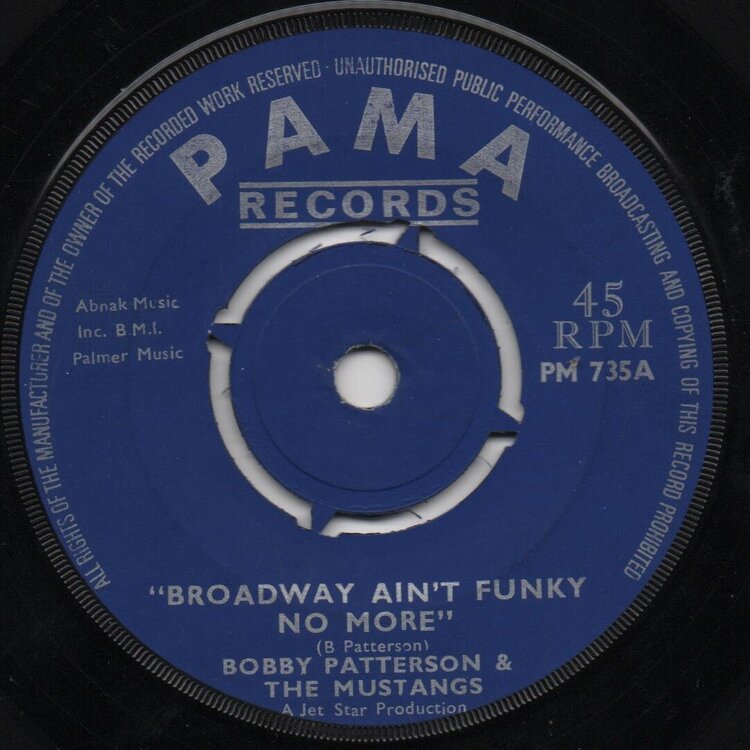 ALL RIGHTS OF THE MANUFACTURER AND OF THE OWNER OF THE RECORDED WORK RESERVED · UNAUTHORISED PUBLIC PERFORMANCE BROADCASTING AND COPYING OF THIS RECORD PROHIBITED
PAMA
RECORDS
Abnak Music
Inc. B.M.I.
Palmer Music
45
RPM
PM 735A
"BROADWAY AIN'T FUNKY
NO MORE"
(B Patterson)
BOBBY PATTERSON &
THE MUSTANGS
A Jet Star Production